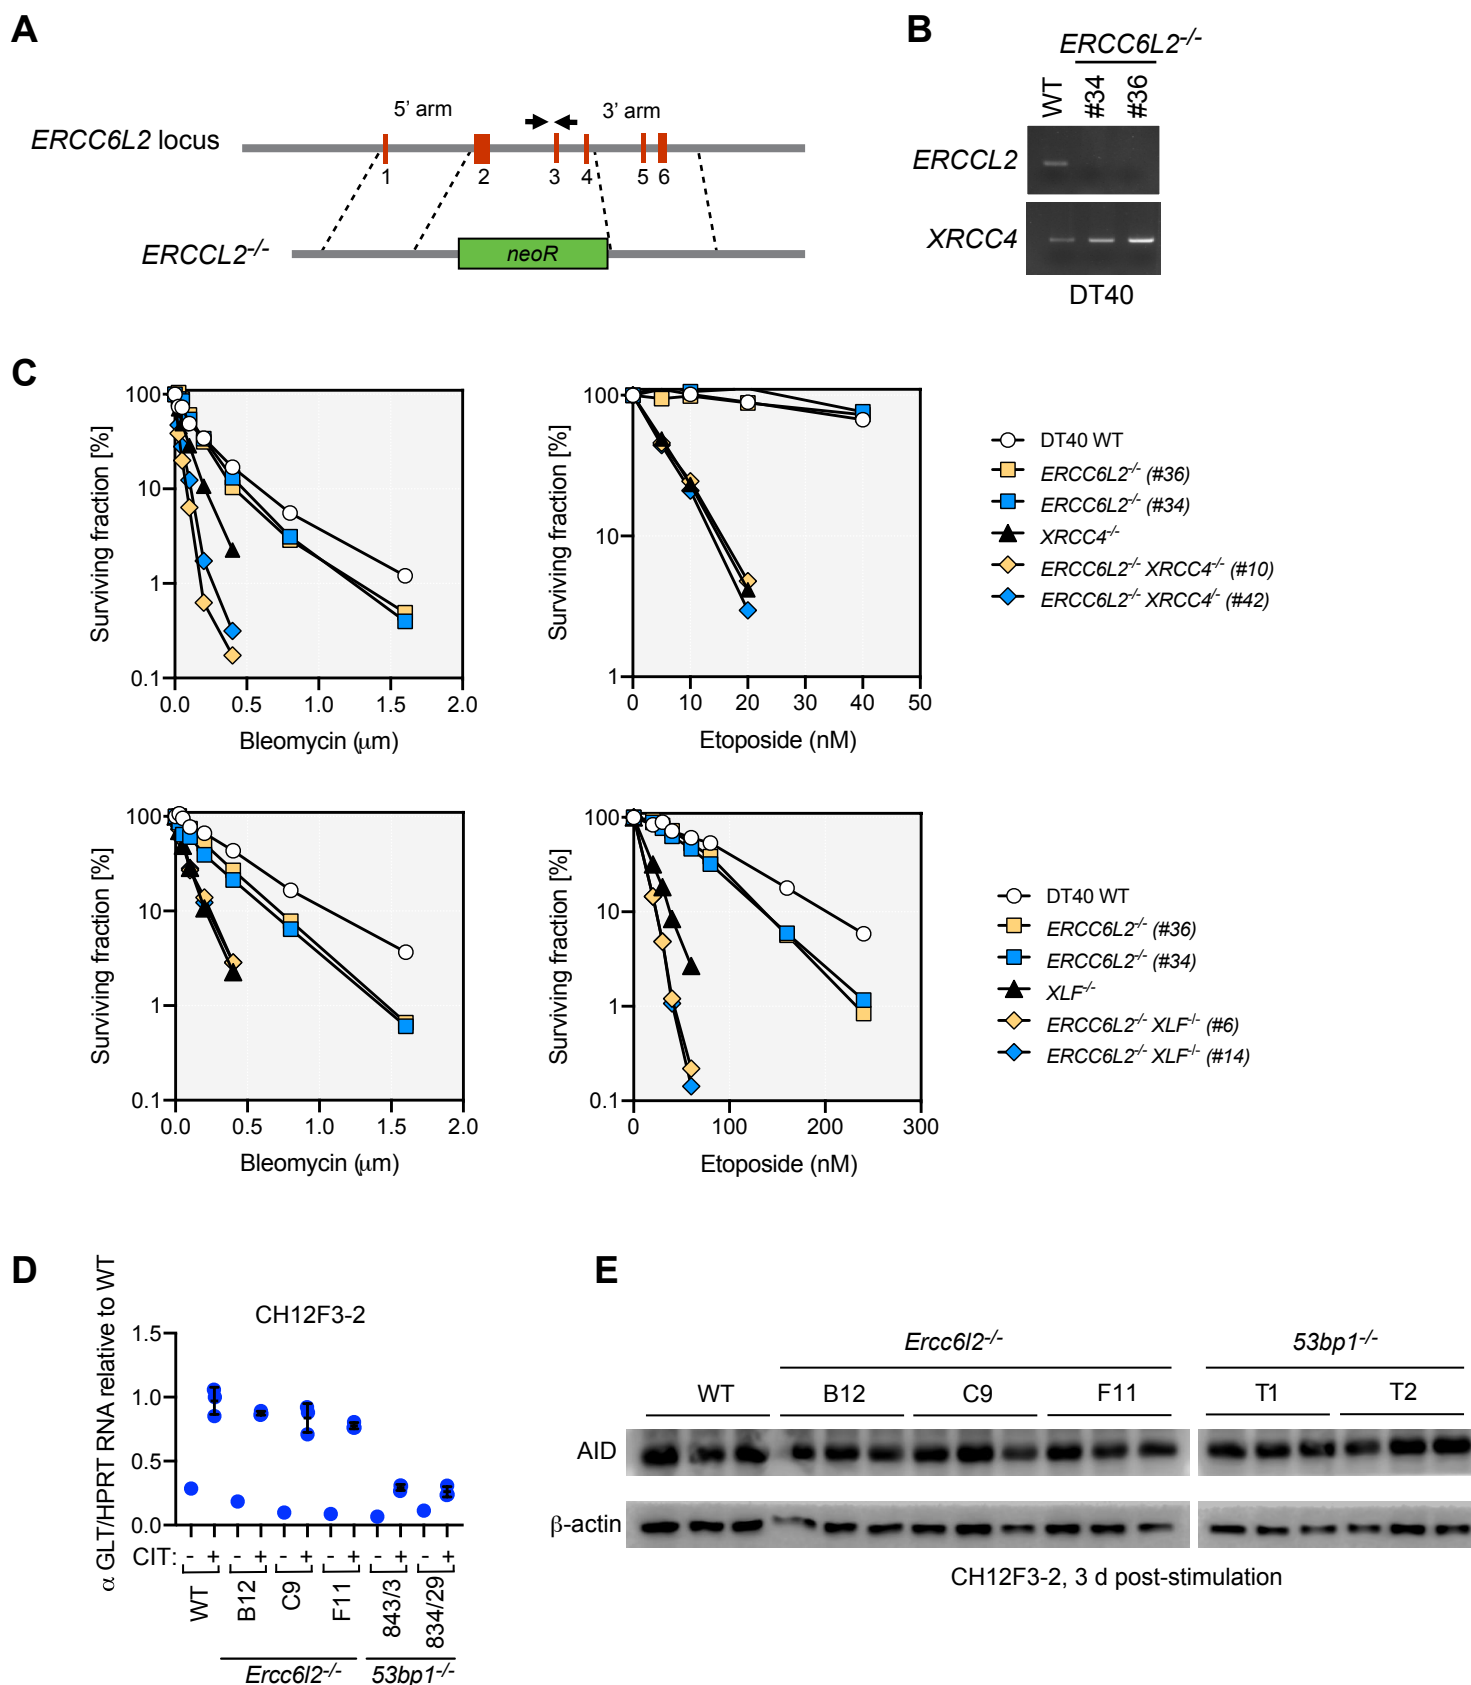 A
5’ arm
3’ arm
ERCC6L2 locus
1 2 3 4 5 6
ERCCL2-/-
neoR
B
ERCC6L2-/-
WT #34 #36
ERCCL2
XRCC4
DT40
C
Surviving fraction [%]
100
10
1
0.1
0.0 0.5 1.0 1.5 2.0
Bleomycin (μm)
Surviving fraction [%]
100
10
1
0 10 20 30 40 50
Etoposide (nM)
DT40 WT
ERCC6L2-/- (#36)
ERCC6L2-/- (#34)
XRCC4-/-
ERCC6L2-/- XRCC4-/- (#10)
ERCC6L2-/- XRCC4/- (#42)
Surviving fraction [%]
100
10
1
0.1
0.0 0.5 1.0 1.5 2.0
Bleomycin (μm)
Surviving fraction [%]
100
10
1
0.1
0 100 200 300
Etoposide (nM)
DT40 WT
ERCC6L2-/- (#36)
ERCC6L2-/- (#34)
XLF-/-
ERCC6L2-/- XLF-/- (#6)
ERCC6L2-/- XLF-/- (#14)
D
α GLT/HPRT RNA relative to WT
CH12F3-2
1.5
1.0
0.5
0.0
CIT: - + - + - + - + - + - +
WT B12 C9 F11 843/3 834/29
Ercc6l2-/- 53bp1-/-
E
Ercc6l2-/- 53bp1-/-
WT B12 C9 F11 T1 T2
AID
β-actin
CH12F3-2, 3 d post-stimulation